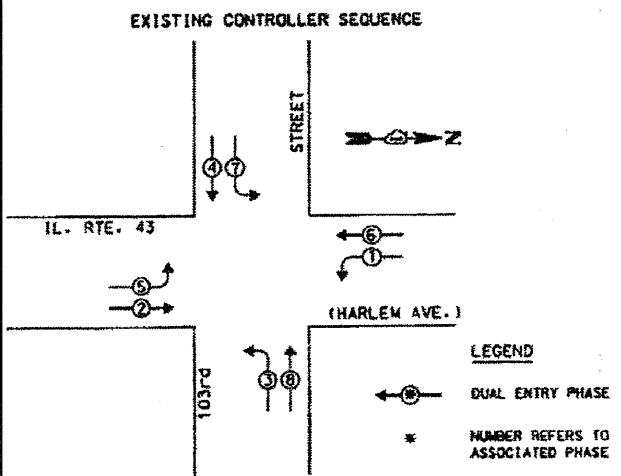 EXISTING CONTROLLER SEQUENCE
STREET
N
4 7
IL. RTE. 43
6
1
5
2
(HARLEM AVE.)
3 8
103rd
LEGEND
* DUAL ENTRY PHASE
* NUMBER REFERS TO
ASSOCIATED PHASE